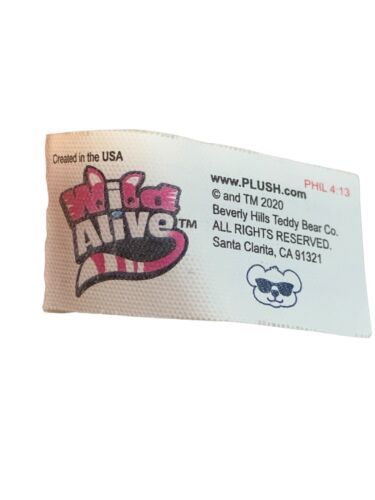 Created in the USA
Wild
Alive™
www.PLUSH.com PHIL 4:13
© and TM 2020
Beverly Hills Teddy Bear Co.
ALL RIGHTS RESERVED.
Santa Clarita, CA 91321